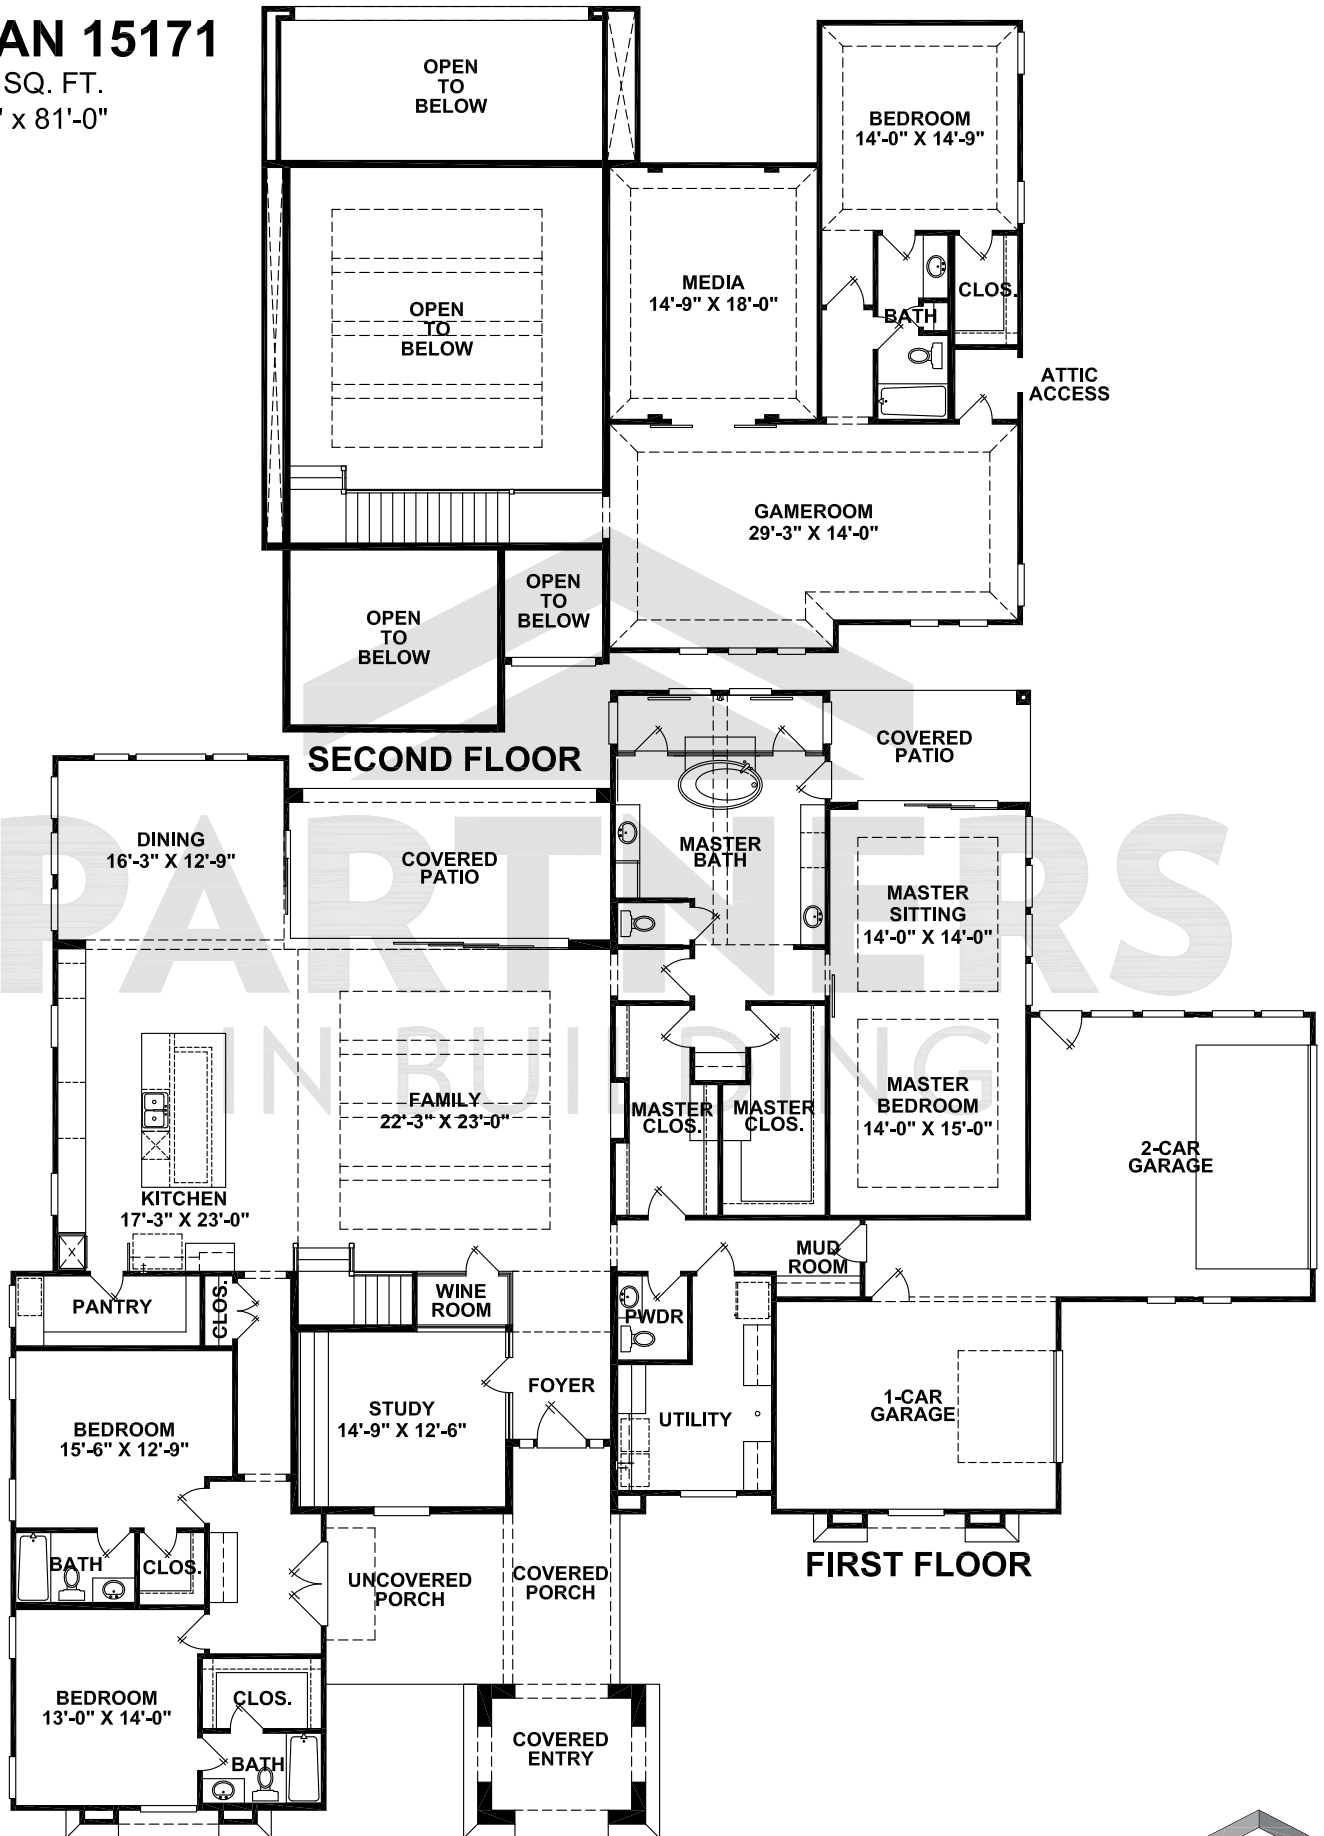 AN 15171
SQ. FT.
' x 81'-0"
OPEN
TO
BELOW
BEDROOM
14'-0" X 14'-9"
OPEN
TO
BELOW
MEDIA
14'-9" X 18'-0"
BATH
CLOS.
ATTIC
ACCESS
GAMEROOM
29'-3" X 14'-0"
OPEN
TO
BELOW
OPEN
TO
BELOW
SECOND FLOOR
PARTNERS
IN BUILDING
DINING
16'-3" X 12'-9"
COVERED
PATIO
MASTER
BATH
COVERED
PATIO
MASTER
SITTING
14'-0" X 14'-0"
FAMILY
22'-3" X 23'-0"
MASTER
CLOS.
MASTER
CLOS.
MASTER
BEDROOM
14'-0" X 15'-0"
2-CAR
GARAGE
KITCHEN
17'-3" X 23'-0"
MUD
ROOM
PANTRY
CLOS.
WINE
ROOM
PWDR
FOYER
STUDY
14'-9" X 12'-6"
UTILITY
1-CAR
GARAGE
BEDROOM
15'-6" X 12'-9"
BATH
CLOS.
UNCOVERED
PORCH
COVERED
PORCH
FIRST FLOOR
BEDROOM
13'-0" X 14'-0"
CLOS.
BATH
COVERED
ENTRY